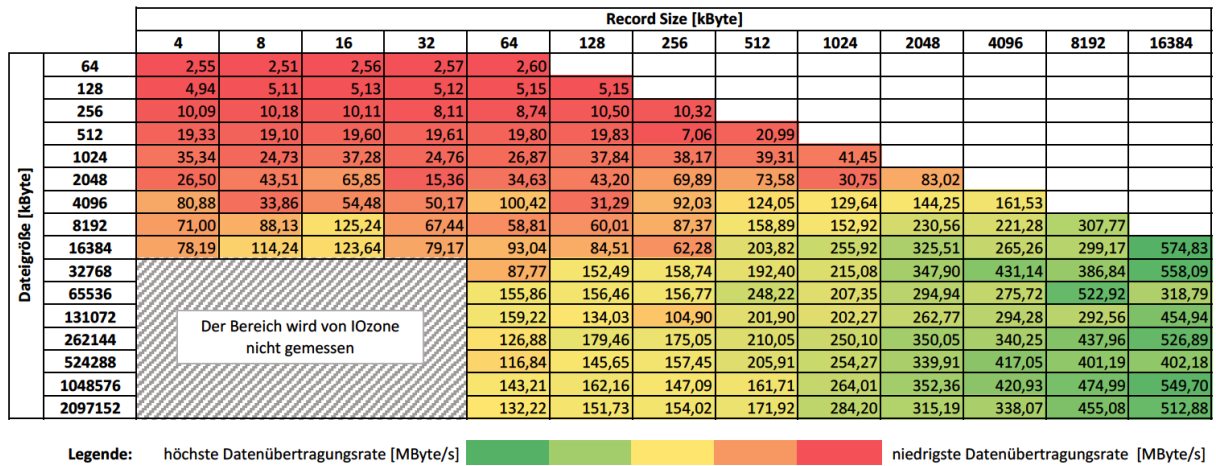 Record Size [kByte]
4 8 16 32 64 128 256 512 1024 2048 4096 8192 16384
Dateigröße [kByte]
64 2,55 2,51 2,56 2,57 2,60
128 4,94 5,11 5,13 5,12 5,15 5,15
256 10,09 10,18 10,11 8,11 8,74 10,50 10,32
512 19,33 19,10 19,60 19,61 19,80 19,83 7,06 20,99
1024 35,34 24,73 37,28 24,76 26,87 37,84 38,17 39,31 41,45
2048 26,50 43,51 65,85 15,36 34,63 43,20 69,89 73,58 30,75 83,02
4096 80,88 33,86 54,48 50,17 100,42 31,29 92,03 124,05 129,64 144,25 161,53
8192 71,00 88,13 125,24 67,44 58,81 60,01 87,37 158,89 152,92 230,56 221,28 307,77
16384 78,19 114,24 123,64 79,17 93,04 84,51 62,28 203,82 255,92 325,51 265,26 299,17 574,83
32768 87,77 152,49 158,74 192,40 215,08 347,90 431,14 386,84 558,09
65536 155,86 156,46 156,77 248,22 207,35 294,94 275,72 522,92 318,79
131072 159,22 134,03 104,90 201,90 202,27 262,77 294,28 292,56 454,94
262144 126,88 179,46 175,05 210,09 250,10 350,05 340,25 437,96 526,89
524288 116,84 145,65 157,45 205,91 254,27 339,91 417,05 401,19 402,18
1048576 143,21 162,16 147,09 161,71 264,01 352,36 420,93 474,99 549,70
2097152 132,22 151,73 154,02 171,92 284,20 315,19 338,07 455,08 512,88
Der Bereich wird von IOzone
nicht gemessen
Legende: höchste Datenübertragungsrate [MByte/s] niedrigste Datenübertragungsrate [MByte/s]